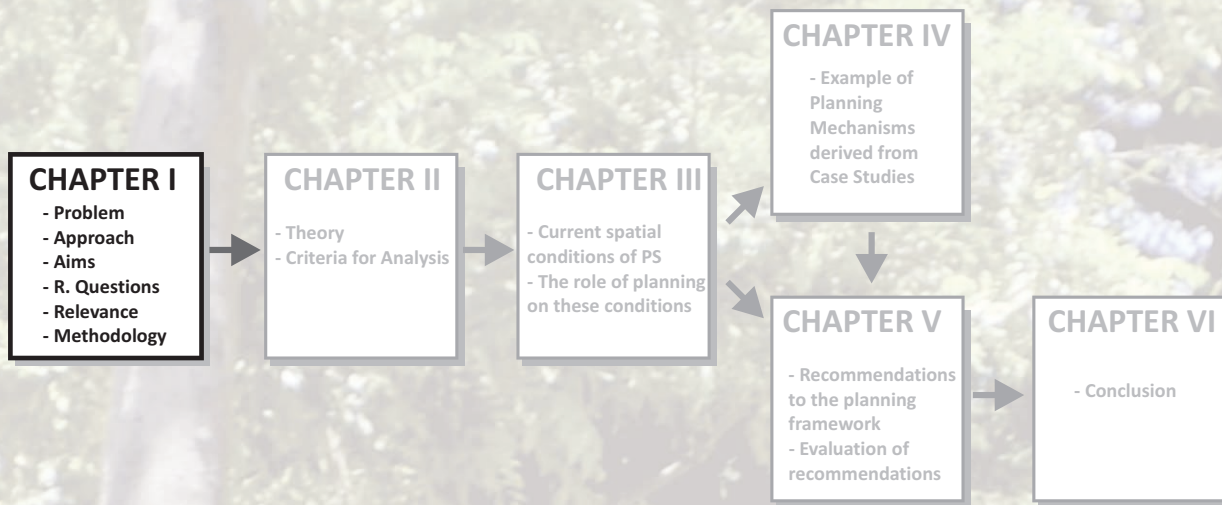 CHAPTER I
- Problem
- Approach
- Aims
- R. Questions
- Relevance
- Methodology
CHAPTER II
- Theory
- Criteria for Analysis
CHAPTER III
- Current spatial
conditions of PS
- The role of planning
on these conditions
CHAPTER IV
- Example of
Planning
Mechanisms
derived from
Case Studies
CHAPTER V
- Recommendations
to the planning
framework
- Evaluation of
recommendations
CHAPTER VI
- Conclusion